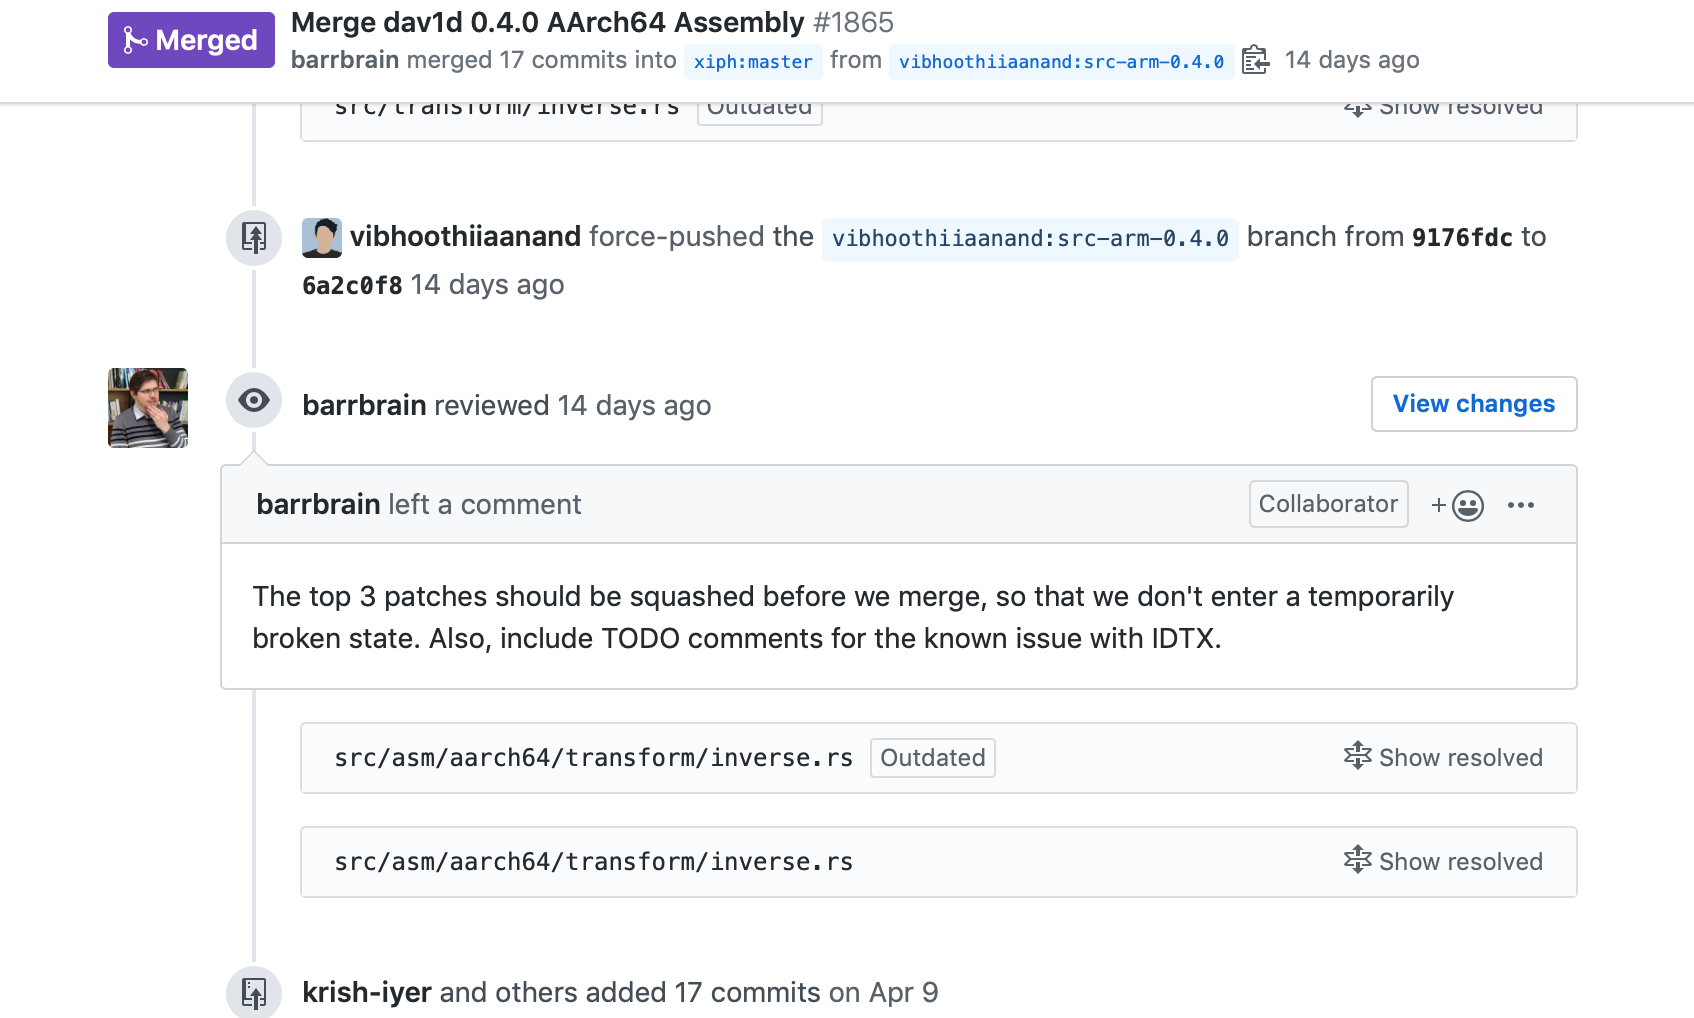 Merged
Merge dav1d 0.4.0 AArch64 Assembly #1865
barrbrain merged 17 commits into xiph:master from vibhoothiiaanand:src-arm-0.4.0 14 days ago
src/transform/inverse.rs Outdated Show resolved
vibhoothiiaanand force-pushed the vibhoothiiaanand:src-arm-0.4.0 branch from 9176fdc to
6a2c0f8 14 days ago
barrbrain reviewed 14 days ago View changes
barrbrain left a comment Collaborator
The top 3 patches should be squashed before we merge, so that we don't enter a temporarily
broken state. Also, include TODO comments for the known issue with IDTX.
src/asm/aarch64/transform/inverse.rs Outdated Show resolved
src/asm/aarch64/transform/inverse.rs Show resolved
krish-iyer and others added 17 commits on Apr 9